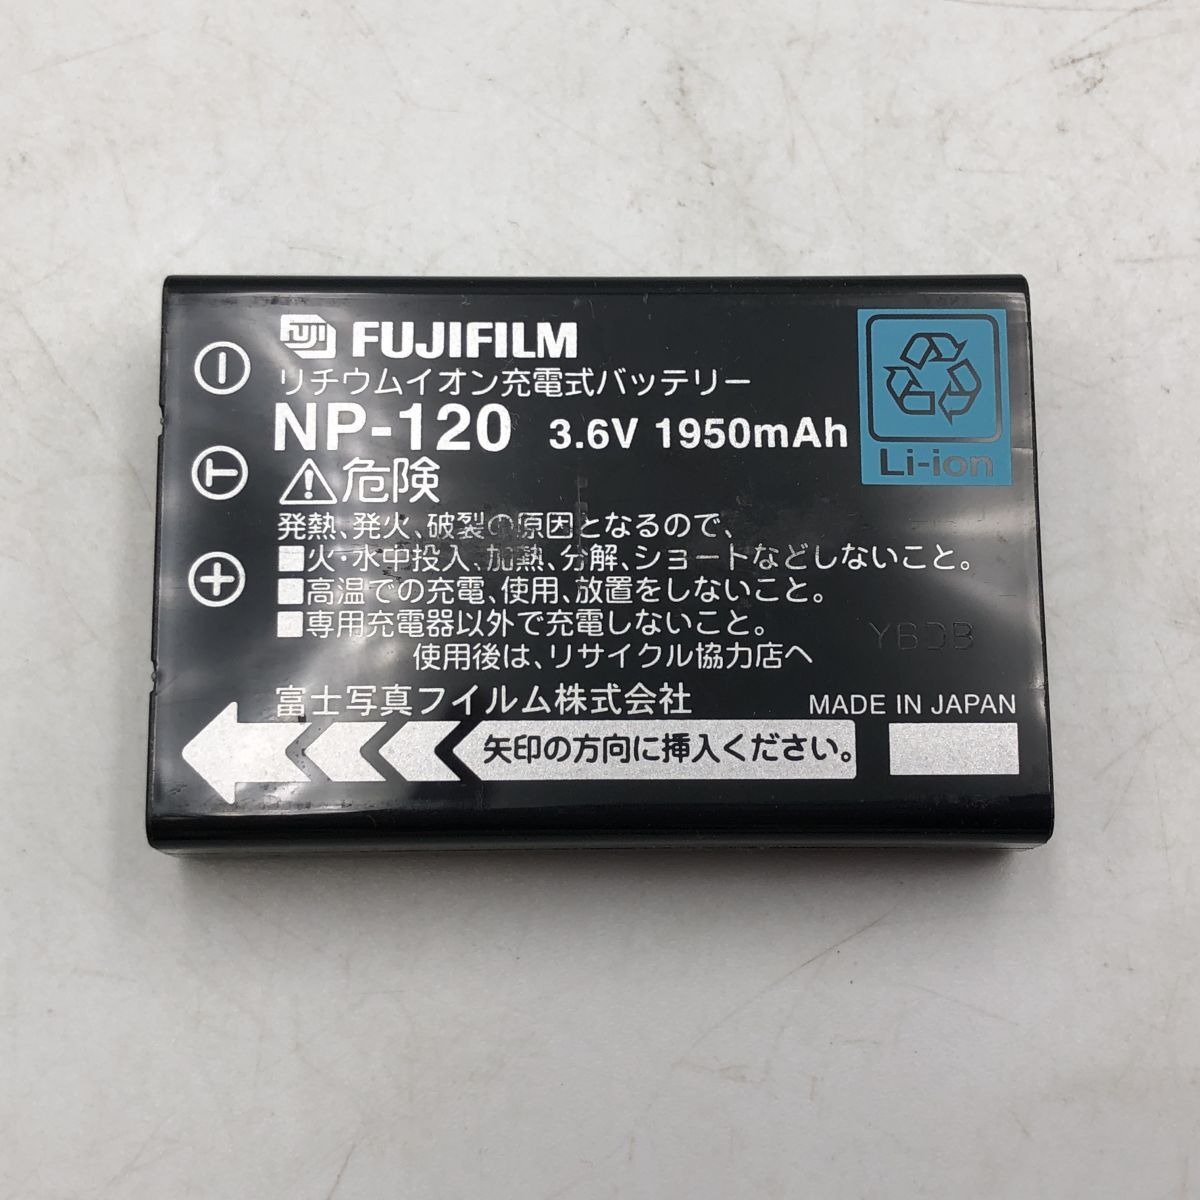 FUJI FUJIFILM
リチウムイオン充電式バッテリー
NP-120 3.6V 1950mAh
Li-ion
T
危険
発熱、発火、破裂の原因となるので、
■火・水中投入、加熱、分解、ショートなどしないこと。
■高温での充電、使用、放置をしないこと。
■専用充電器以外で充電しないこと。
使用後は、リサイクル協力店へ
富士写真フイルム株式会社
MADE IN JAPAN
矢印の方向に挿入ください。